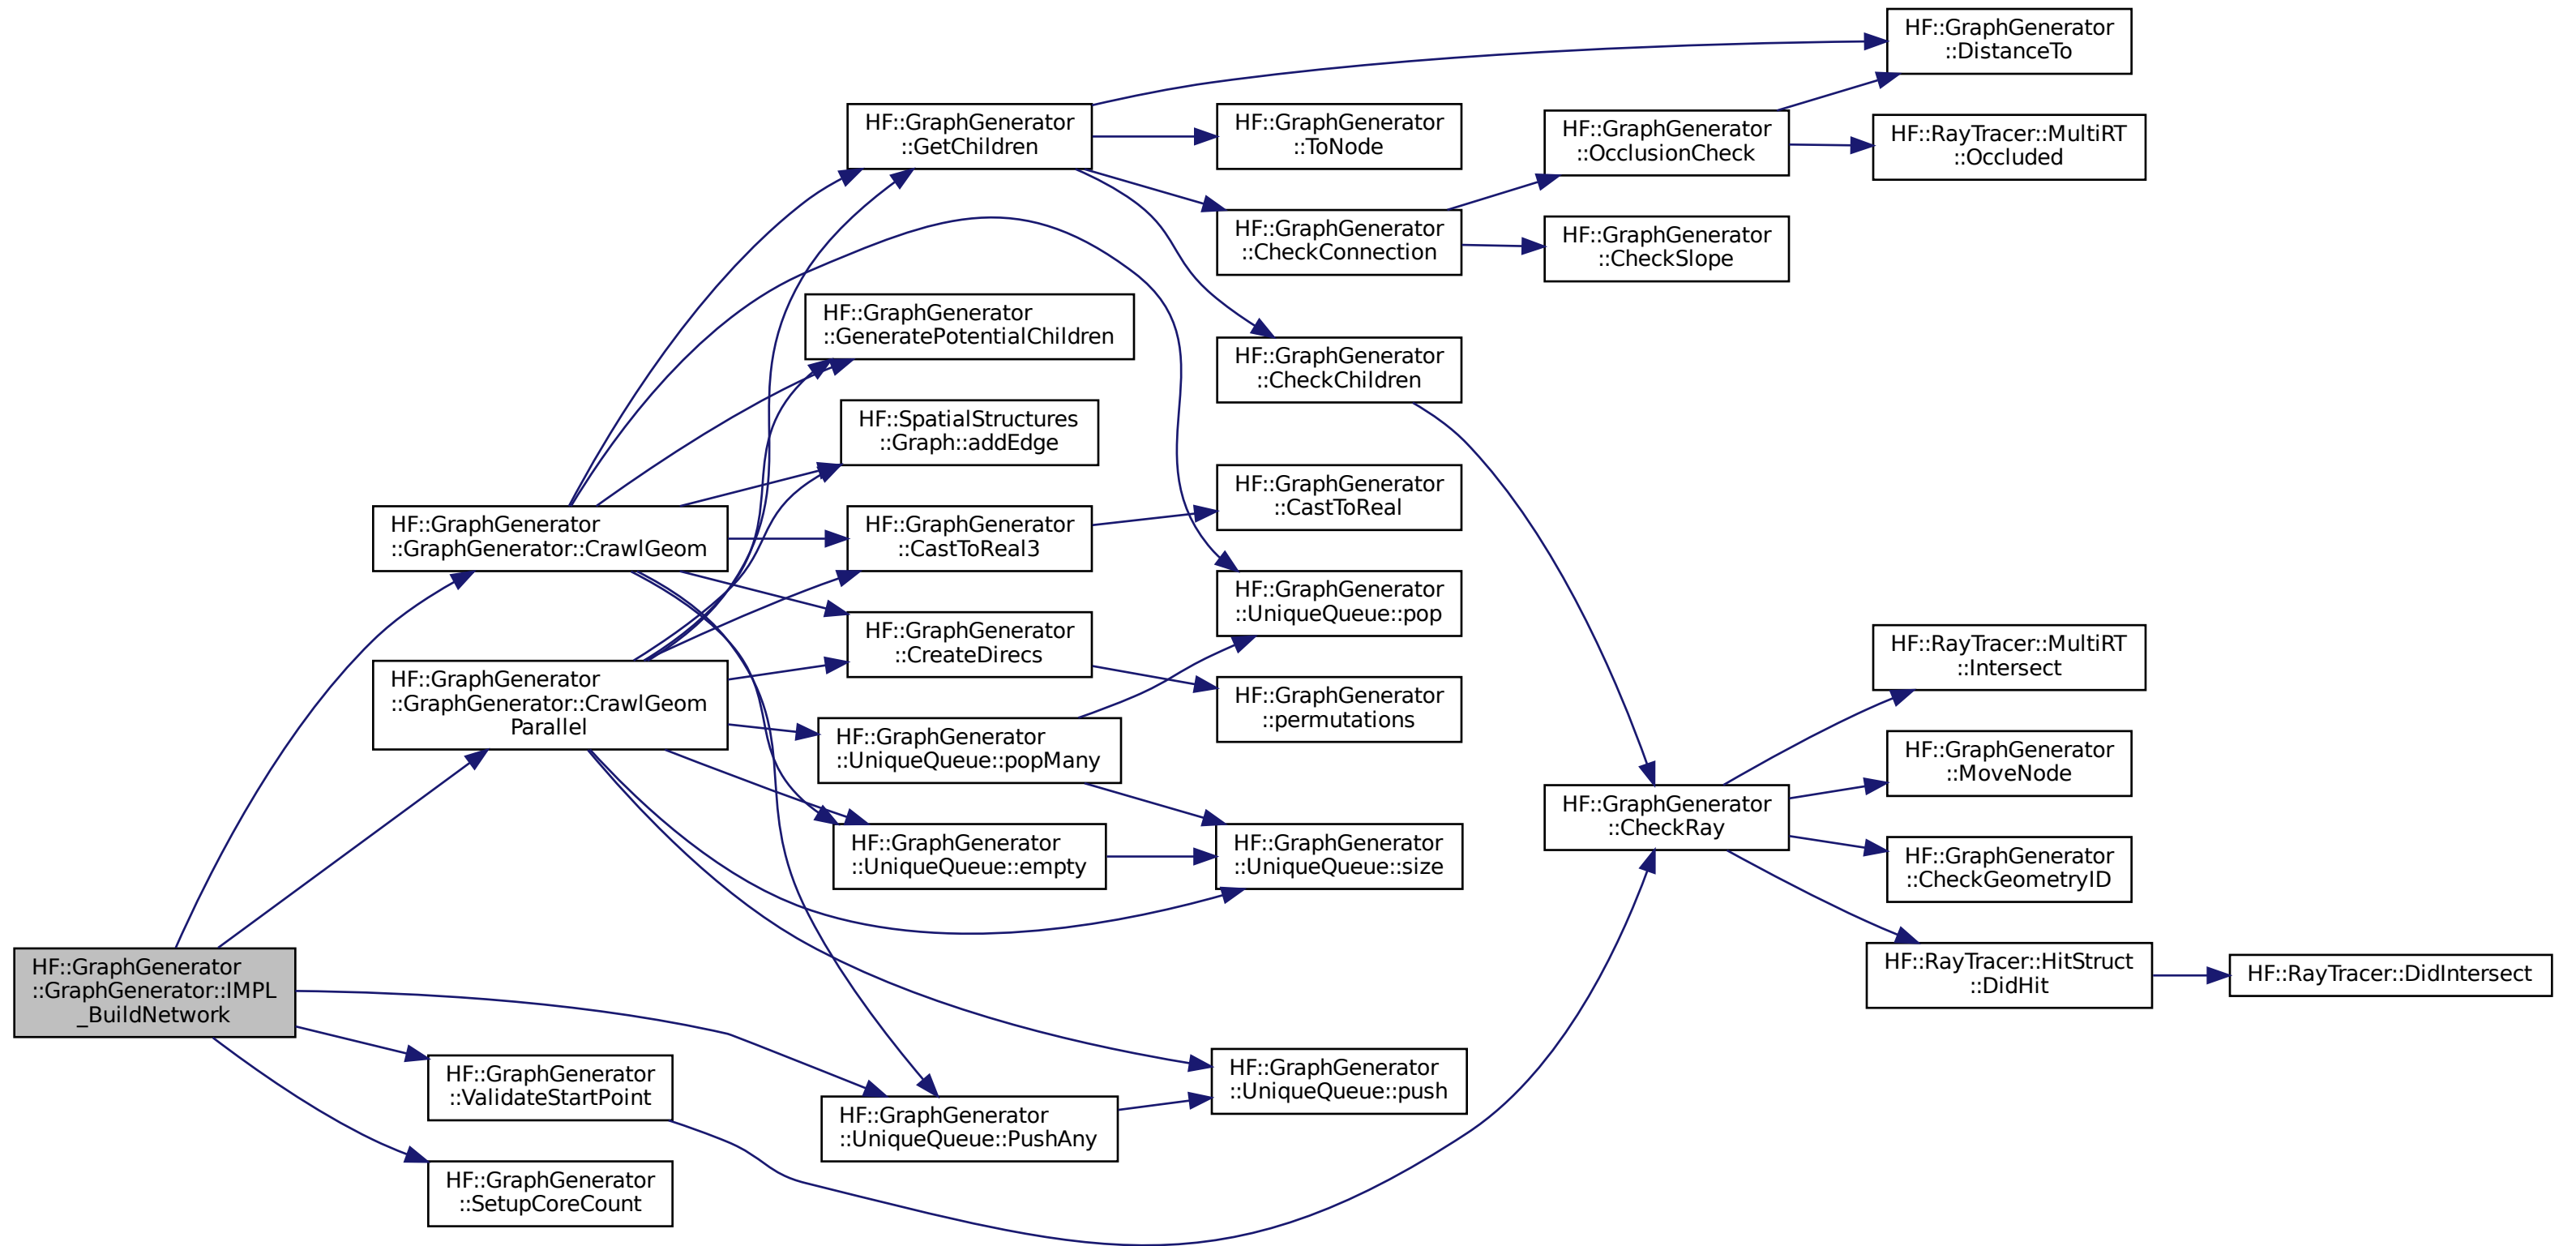 HF::GraphGenerator
::GraphGenerator::IMPL
_BuildNetwork
HF::GraphGenerator
::GraphGenerator::CrawlGeom
HF::GraphGenerator
::GraphGenerator::CrawlGeom
Parallel
HF::GraphGenerator
::ValidateStartPoint
HF::GraphGenerator
::SetupCoreCount
HF::GraphGenerator
::GetChildren
HF::GraphGenerator
::GeneratePotentialChildren
HF::SpatialStructures
::Graph::addEdge
HF::GraphGenerator
::CastToReal3
HF::GraphGenerator
::CreateDirecs
HF::GraphGenerator
::UniqueQueue::popMany
HF::GraphGenerator
::UniqueQueue::empty
HF::GraphGenerator
::UniqueQueue::PushAny
HF::GraphGenerator
::ToNode
HF::GraphGenerator
::CheckConnection
HF::GraphGenerator
::CheckChildren
HF::GraphGenerator
::CastToReal
HF::GraphGenerator
::UniqueQueue::pop
HF::GraphGenerator
::permutations
HF::GraphGenerator
::UniqueQueue::size
HF::GraphGenerator
::UniqueQueue::push
HF::GraphGenerator
::OcclusionCheck
HF::GraphGenerator
::CheckSlope
HF::GraphGenerator
::CheckRay
HF::GraphGenerator
::DistanceTo
HF::RayTracer::MultiRT
::Occluded
HF::RayTracer::MultiRT
::Intersect
HF::GraphGenerator
::MoveNode
HF::GraphGenerator
::CheckGeometryID
HF::RayTracer::HitStruct
::DidHit
HF::RayTracer::DidIntersect